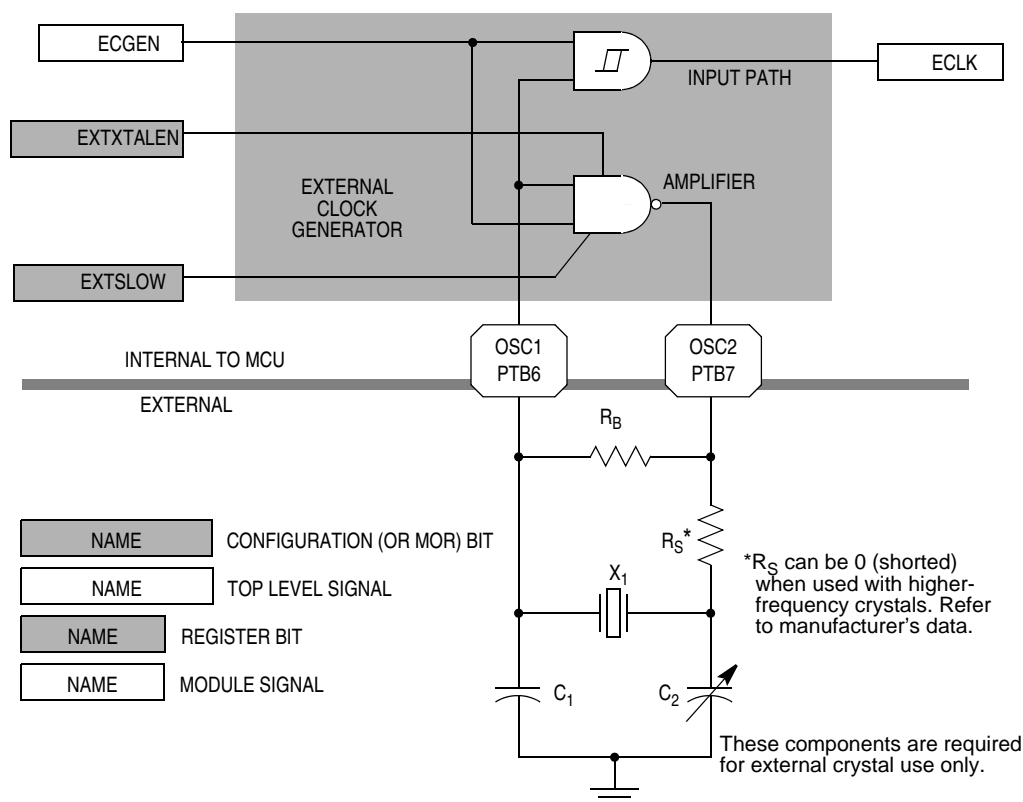 ECGEN
ECLK
INPUT PATH
EXTXTALEN
AMPLIFIER
EXTERNAL
CLOCK
GENERATOR
EXTSLOW
OSC1
PTB6
OSC2
PTB7
INTERNAL TO MCU
EXTERNAL
RB
RS*
X1
*RS can be 0 (shorted)
when used with higher-
frequency crystals. Refer
to manufacturer's data.
NAME CONFIGURATION (OR MOR) BIT
NAME TOP LEVEL SIGNAL
NAME REGISTER BIT
NAME MODULE SIGNAL
C1
C2
These components are required
for external crystal use only.